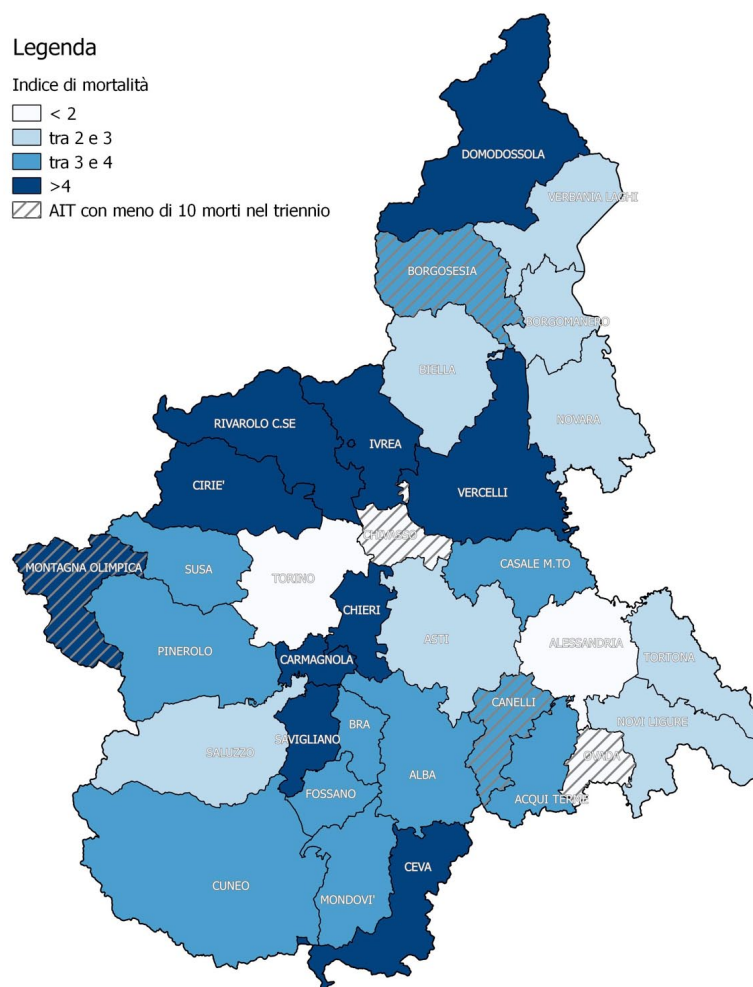 Legenda
Indice di mortalità
< 2
tra 2 e 3
tra 3 e 4
>4
AIT con meno di 10 morti nel triennio
DOMODOSSOLA
VERBANIA LAGHI
BORGOSESIA
BORGOMANERO
BIELLA
NOVARA
RIVAROLO C.SE
IVREA
CIRIE'
VERCELLI
CHIVASSO
MONTAGNA OLIMPICA
SUSA
TORINO
CASALE M.TO
CHIERI
PINEROLO
ASTI
ALESSANDRIA
TORTONA
CARMAGNOLA
CANELLI
SALUZZO
SAVIGLIANO
BRA
NOVI LIGURE
OVADA
ALBA
FOSSANO
ACQUI TERME
CEVA
CUNEO
MONDOVI'